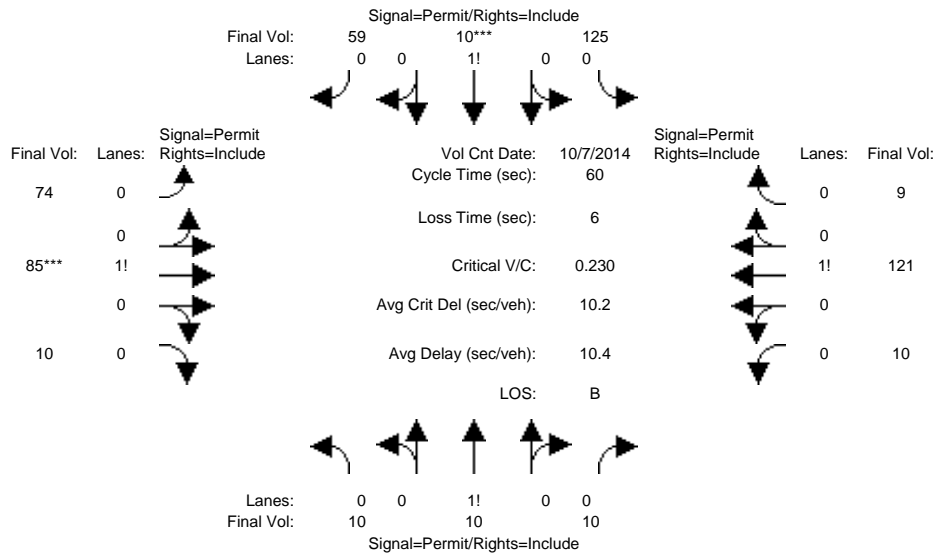 Signal=Permit/Rights=Include
Final Vol: 59 10*** 125
Lanes: 0 0 1! 0 0
Signal=Permit Signal=Permit
Final Vol: Lanes: Rights=Include Vol Cnt Date: 10/7/2014 Rights=Include Lanes: Final Vol:
Cycle Time (sec): 60
74 0 0 9
Loss Time (sec): 6
0 0
85*** 1! Critical V/C: 0.230 1! 121
0 Avg Crit Del (sec/veh): 10.2 0
10 0 Avg Delay (sec/veh): 10.4 0 10
LOS: B
Lanes: 0 0 1! 0 0
Final Vol: 10 10 10
Signal=Permit/Rights=Include